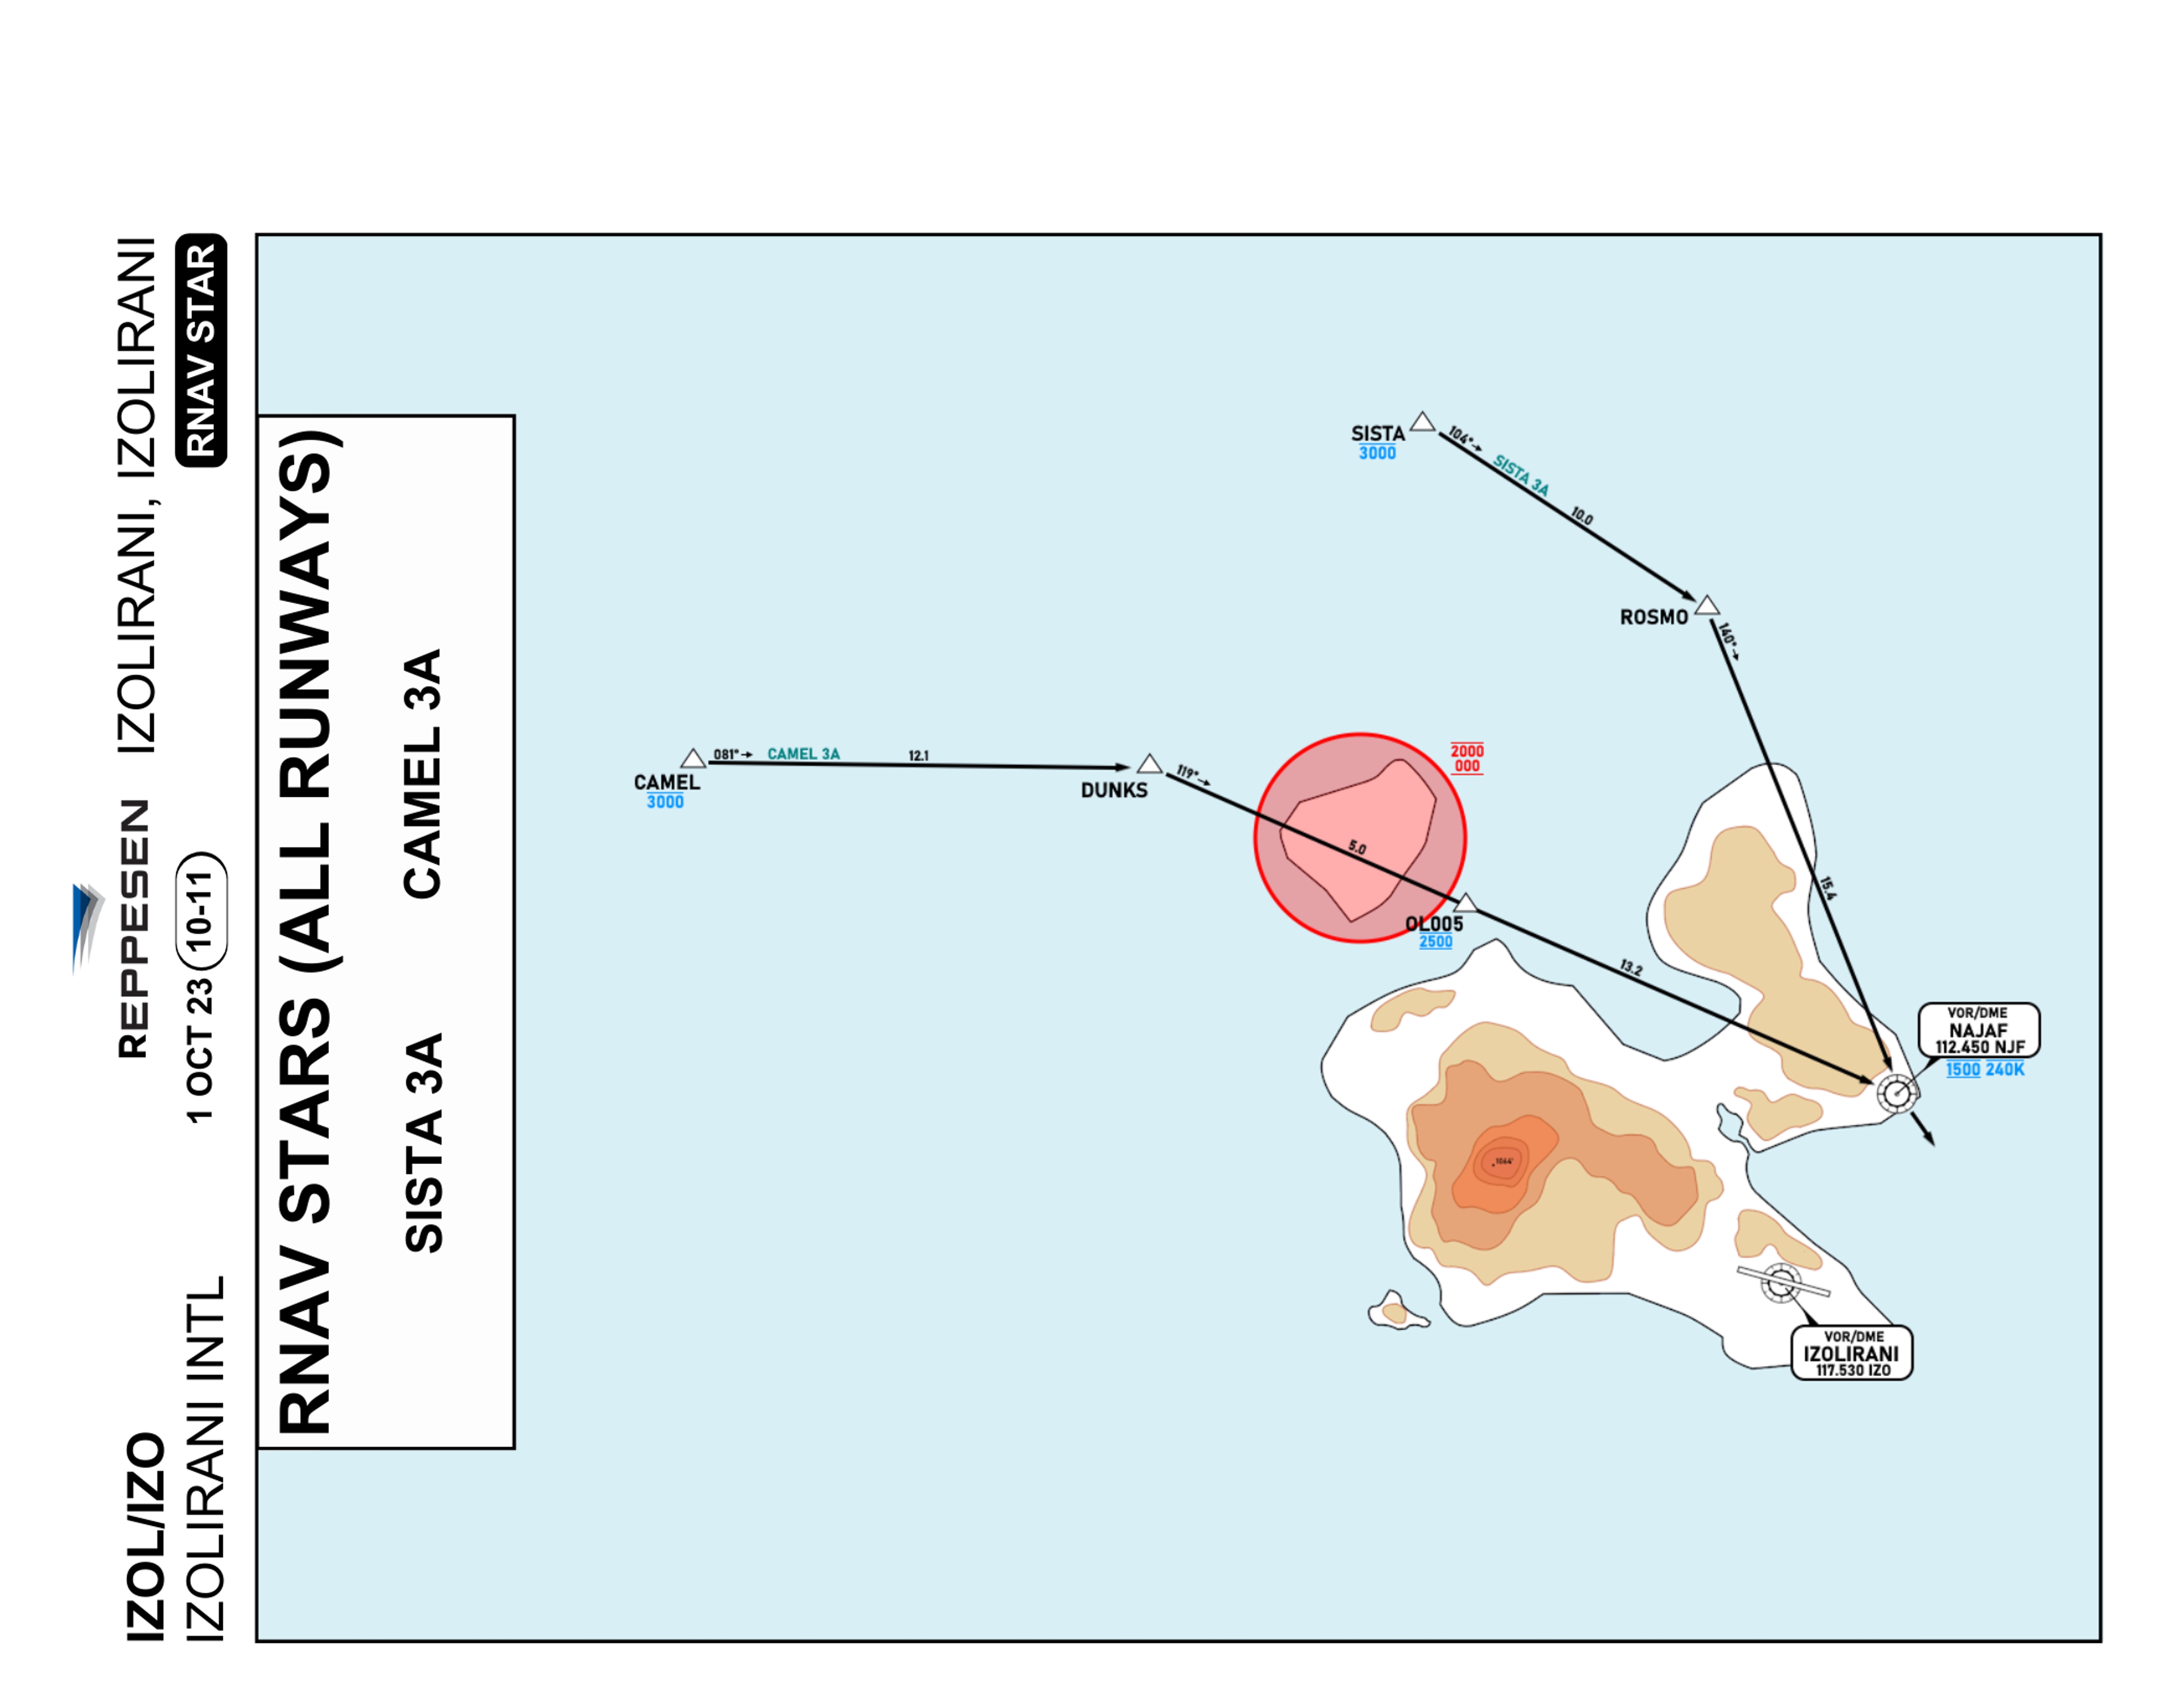 IZOL/IZO
IZOLIRANI INTL
REPPESEN
1 OCT 23
10-11
IZOLIRANI, IZOLIRANI
RNAV STAR
RNAV STARS (ALL RUNWAYS)
SISTA 3A
CAMEL 3A
SISTA
3000
104°→
SISTA 3A
10.0
ROSMO
140°→
15.4
CAMEL
3000
081°→
CAMEL 3A
12.1
DUNKS
119°→
5.0
2000
000
OL005
2500
13.2
VOR/DME
NAJAF
112.450 NJF
1500 240K
1064'
VOR/DME
IZOLIRANI
117.530 IZO